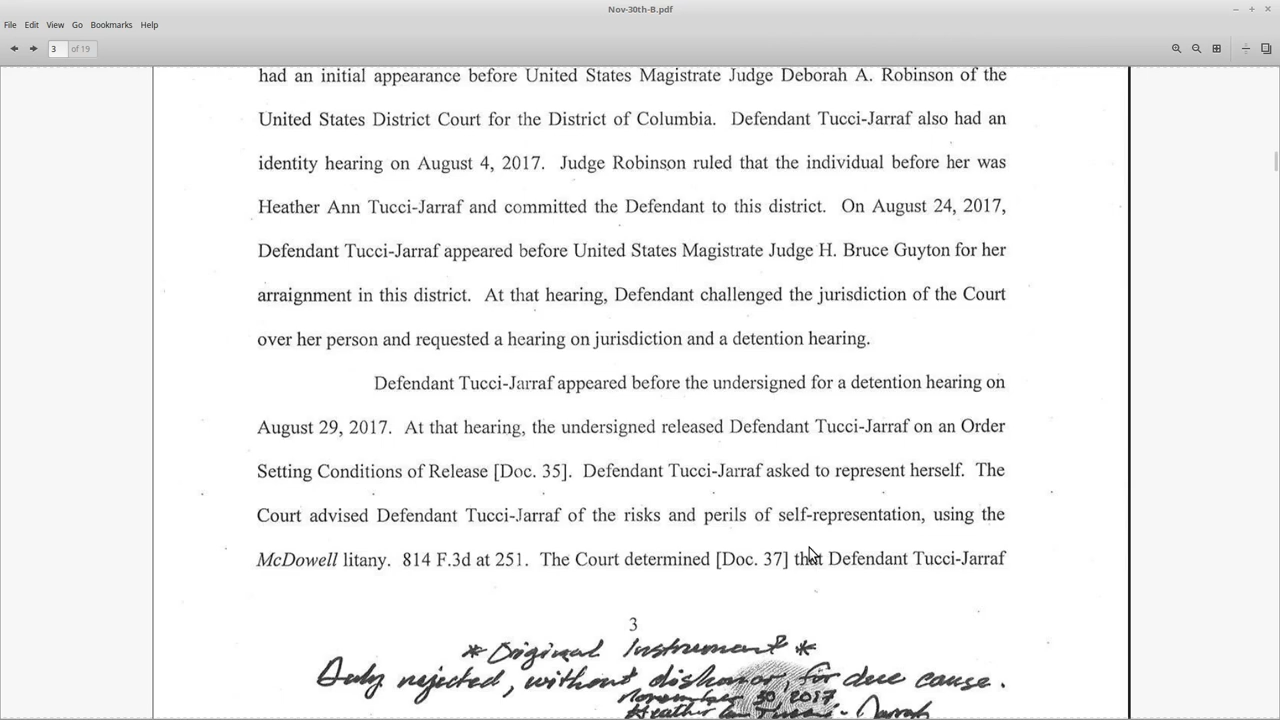 Nov-30th-B.pdf
File Edit View Go Bookmarks Help
3 of 19
had an initial appearance before United States Magistrate Judge Deborah A. Robinson of the
United States District Court for the District of Columbia. Defendant Tucci-Jarraf also had an
identity hearing on August 4, 2017. Judge Robinson ruled that the individual before her was
Heather Ann Tucci-Jarraf and committed the Defendant to this district. On August 24, 2017,
Defendant Tucci-Jarraf appeared before United States Magistrate Judge H. Bruce Guyton for her
arraignment in this district. At that hearing, Defendant challenged the jurisdiction of the Court
over her person and requested a hearing on jurisdiction and a detention hearing.
Defendant Tucci-Jarraf appeared before the undersigned for a detention hearing on
August 29, 2017. At that hearing, the undersigned released Defendant Tucci-Jarraf on an Order
Setting Conditions of Release [Doc. 35]. Defendant Tucci-Jarraf asked to represent herself. The
Court advised Defendant Tucci-Jarraf of the risks and perils of self-representation, using the
McDowell litany. 814 F.3d at 251. The Court determined [Doc. 37] that Defendant Tucci-Jarraf
3
* Original Instrument *
Duly rejected, without dishonor, for due cause.
November 30 2017
Heather Ann Tucci-Jarraf